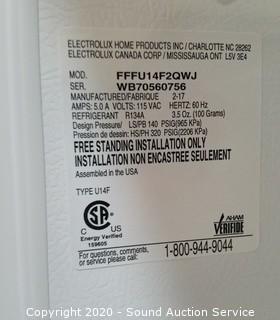 ELECTROLUX HOME PRODUCTS INC / CHARLOTTE NC 28262
ELECTROLUX CANADA CORP / MISSISSAUGA ONT L5V 3E4
MOD. FFFU14F2QWJ
SER. WB70560756
MANUFACTURED/FABRIQUE 2-17
AMPS: 5.0 A VOLTS: 115 VAC HERTZ: 60 Hz
REFRIGERANT R134A 3.5 Oz. (100 Grams)
Design Pressure/ LS/PB 140 PSIG(965 KPa)
Pression de design: HS/PH 320 PSIG(2206 KPa)
FREE STANDING INSTALLATION ONLY
INSTALLATION NON ENCASTREE SEULEMENT
Assembled in the USA
TYPE U14F
CSA
C US
Energy Verified
159605
AHAM
VERIFIDE
For questions, comments
or service please call.
1-800-944-9044
Copyright 2020 - Sound Auction Service